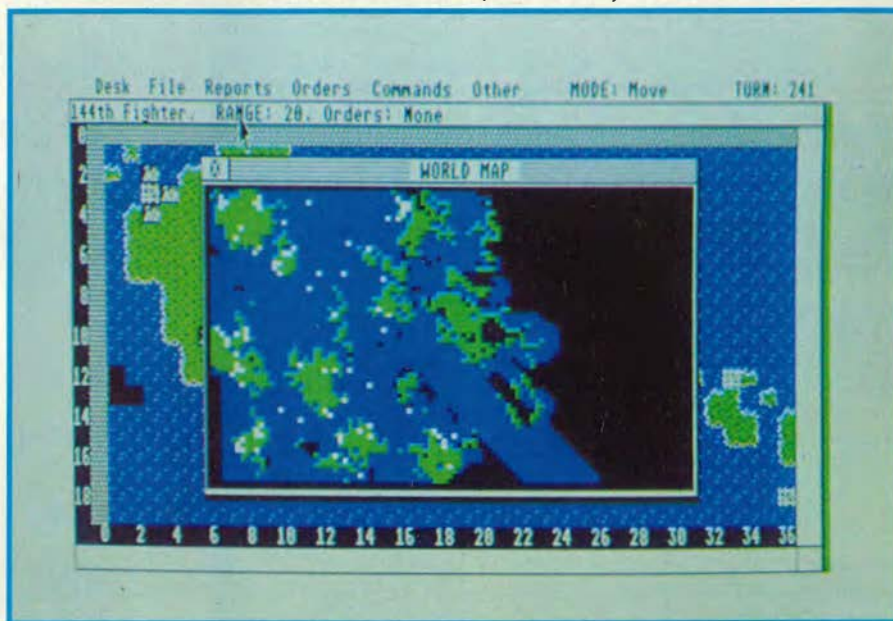 Desk File Reports Orders Commands Other MODE: Move TURN: 241
144th Fighter. RANGE: 20. Orders: None
WORLD MAP
0
2
4
6
8
10
12
14
16
18
0 2 4 6 8 10 12 14 16 18 20 22 24 26 28 30 32 34 36